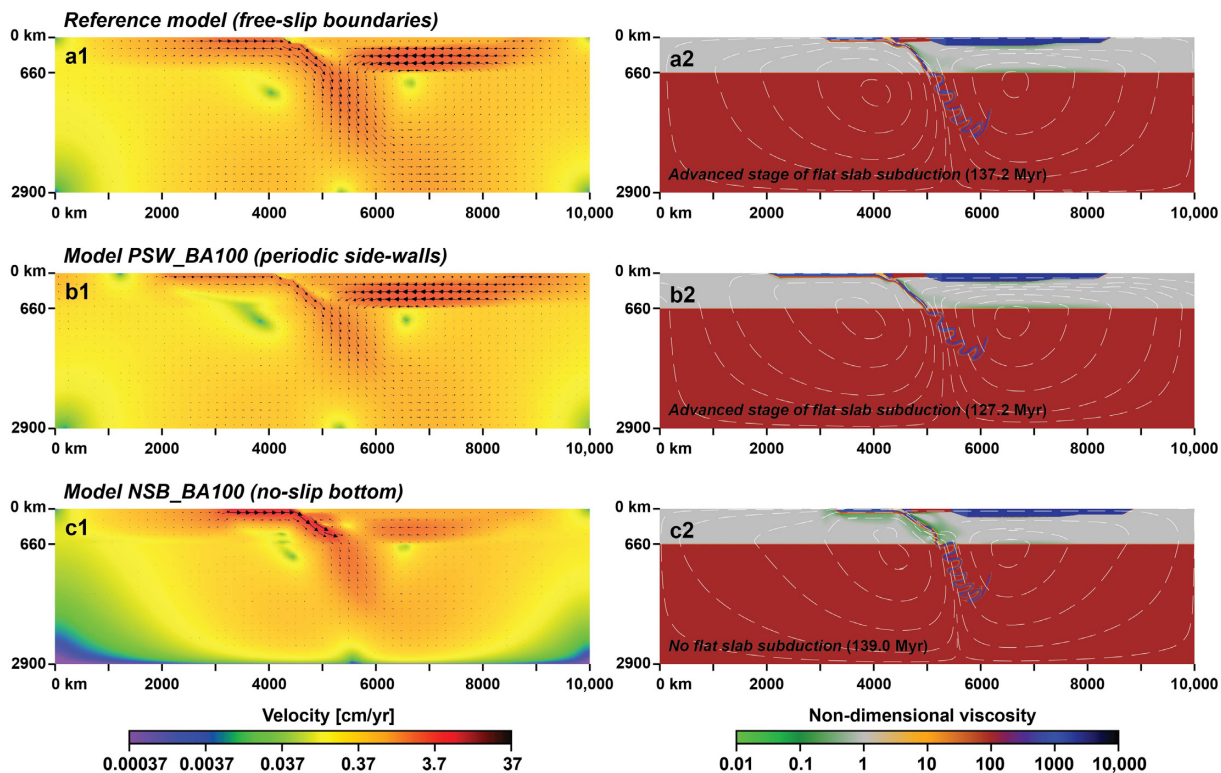 Reference model (free-slip boundaries)
0 km
660
2900
a1
0 km 2000 4000 6000 8000 10,000
0 km
660
2900
a2
Advanced stage of flat slab subduction (137.2 Myr)
0 km 2000 4000 6000 8000 10,000
Model PSW_BA100 (periodic side-walls)
0 km
660
2900
b1
0 km 2000 4000 6000 8000 10,000
0 km
660
2900
b2
Advanced stage of flat slab subduction (127.2 Myr)
0 km 2000 4000 6000 8000 10,000
Model NSB_BA100 (no-slip bottom)
0 km
660
2900
c1
0 km 2000 4000 6000 8000 10,000
0 km
660
2900
c2
No flat slab subduction (139.0 Myr)
0 km 2000 4000 6000 8000 10,000
Velocity [cm/yr]
0.00037 0.0037 0.037 0.37 3.7 37
Non-dimensional viscosity
0.01 0.1 1 10 100 1000 10,000